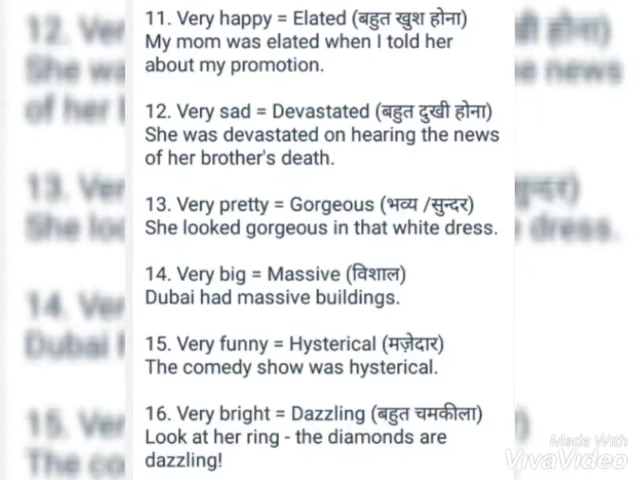 11. Very happy = Elated (बहुत खुश होना)
My mom was elated when I told her
about my promotion.
12. Very sad = Devastated (बहुत दुखी होना)
She was devastated on hearing the news
of her brother's death.
13. Very pretty = Gorgeous (भव्य /सुन्दर)
She looked gorgeous in that white dress.
14. Very big = Massive (विशाल)
Dubai had massive buildings.
15. Very funny = Hysterical (मज़ेदार)
The comedy show was hysterical.
16. Very bright = Dazzling (बहुत चमकीला)
Look at her ring - the diamonds are
dazzling!
Made With
VivaVideo